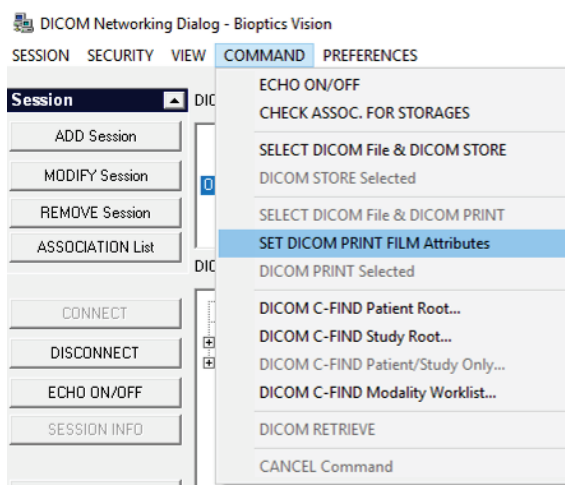 DICOM Networking Dialog - Bioptics Vision
SESSION SECURITY VIEW COMMAND PREFERENCES
Session
DIC
ADD Session
MODIFY Session
REMOVE Session
ASSOCIATION List
DIC
CONNECT
DISCONNECT
ECHO ON/OFF
SESSION INFO
ECHO ON/OFF
CHECK ASSOC. FOR STORAGES
SELECT DICOM File & DICOM STORE
DICOM STORE Selected
SELECT DICOM File & DICOM PRINT
SET DICOM PRINT FILM Attributes
DICOM PRINT Selected
DICOM C-FIND Patient Root...
DICOM C-FIND Study Root...
DICOM C-FIND Patient/Study Only...
DICOM C-FIND Modality Worklist...
DICOM RETRIEVE
CANCEL Command